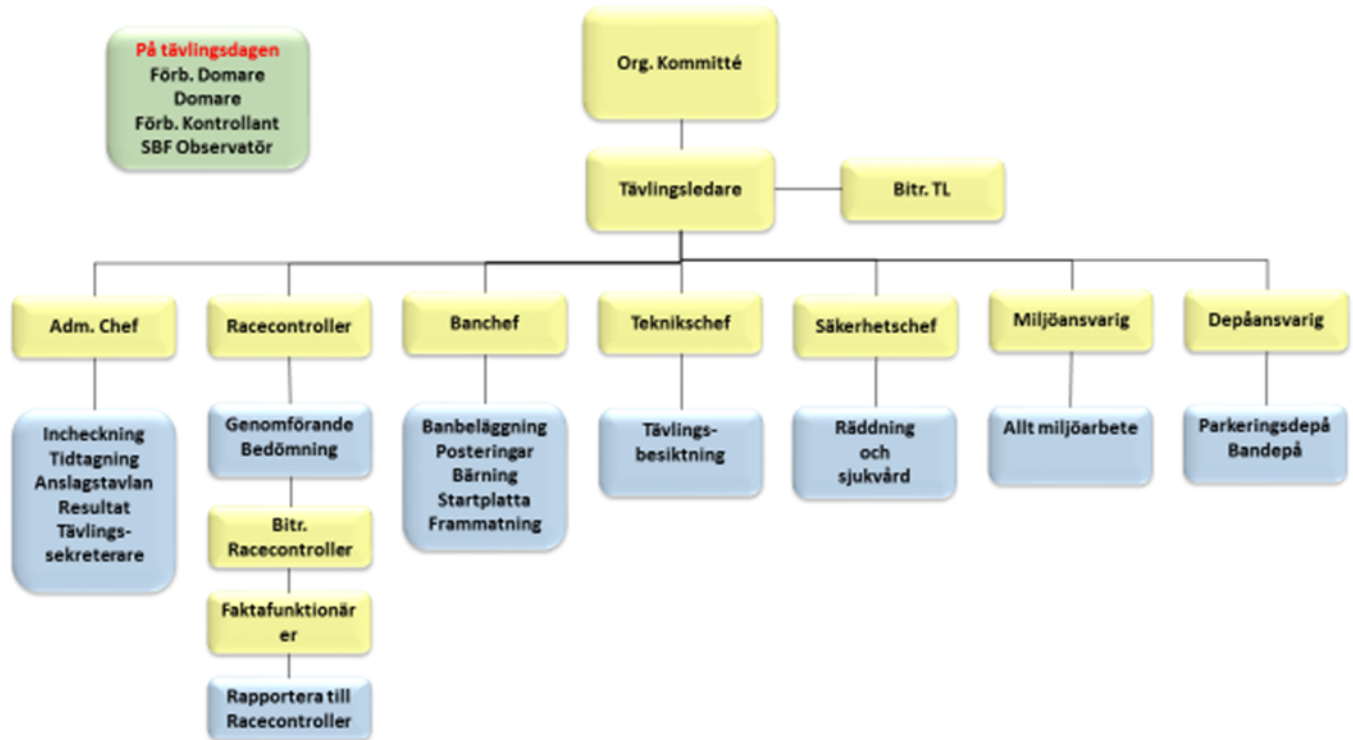 På tävlingsdagen
Förb. Domare
Domare
Förb. Kontrollant
SBF Observatör
Org. Kommitté
Tävlingsledare
Bitr. TL
Adm. Chef
Racecontroller
Banchef
Teknikschef
Säkerhetschef
Miljöansvarig
Depåansvarig
Incheckning
Tidtagning
Anslagstavlan
Resultat
Tävlings-
sekreterare
Genomförande
Bedömning
Bitr.
Racecontroller
Faktafunktionär
er
Rapportera till
Racecontroller
Banbeläggning
Posteringar
Bärning
Startplatta
Frammatning
Tävlings-
besiktning
Räddning
och
sjukvård
Allt miljöarbete
Parkeringsdepå
Bandepå